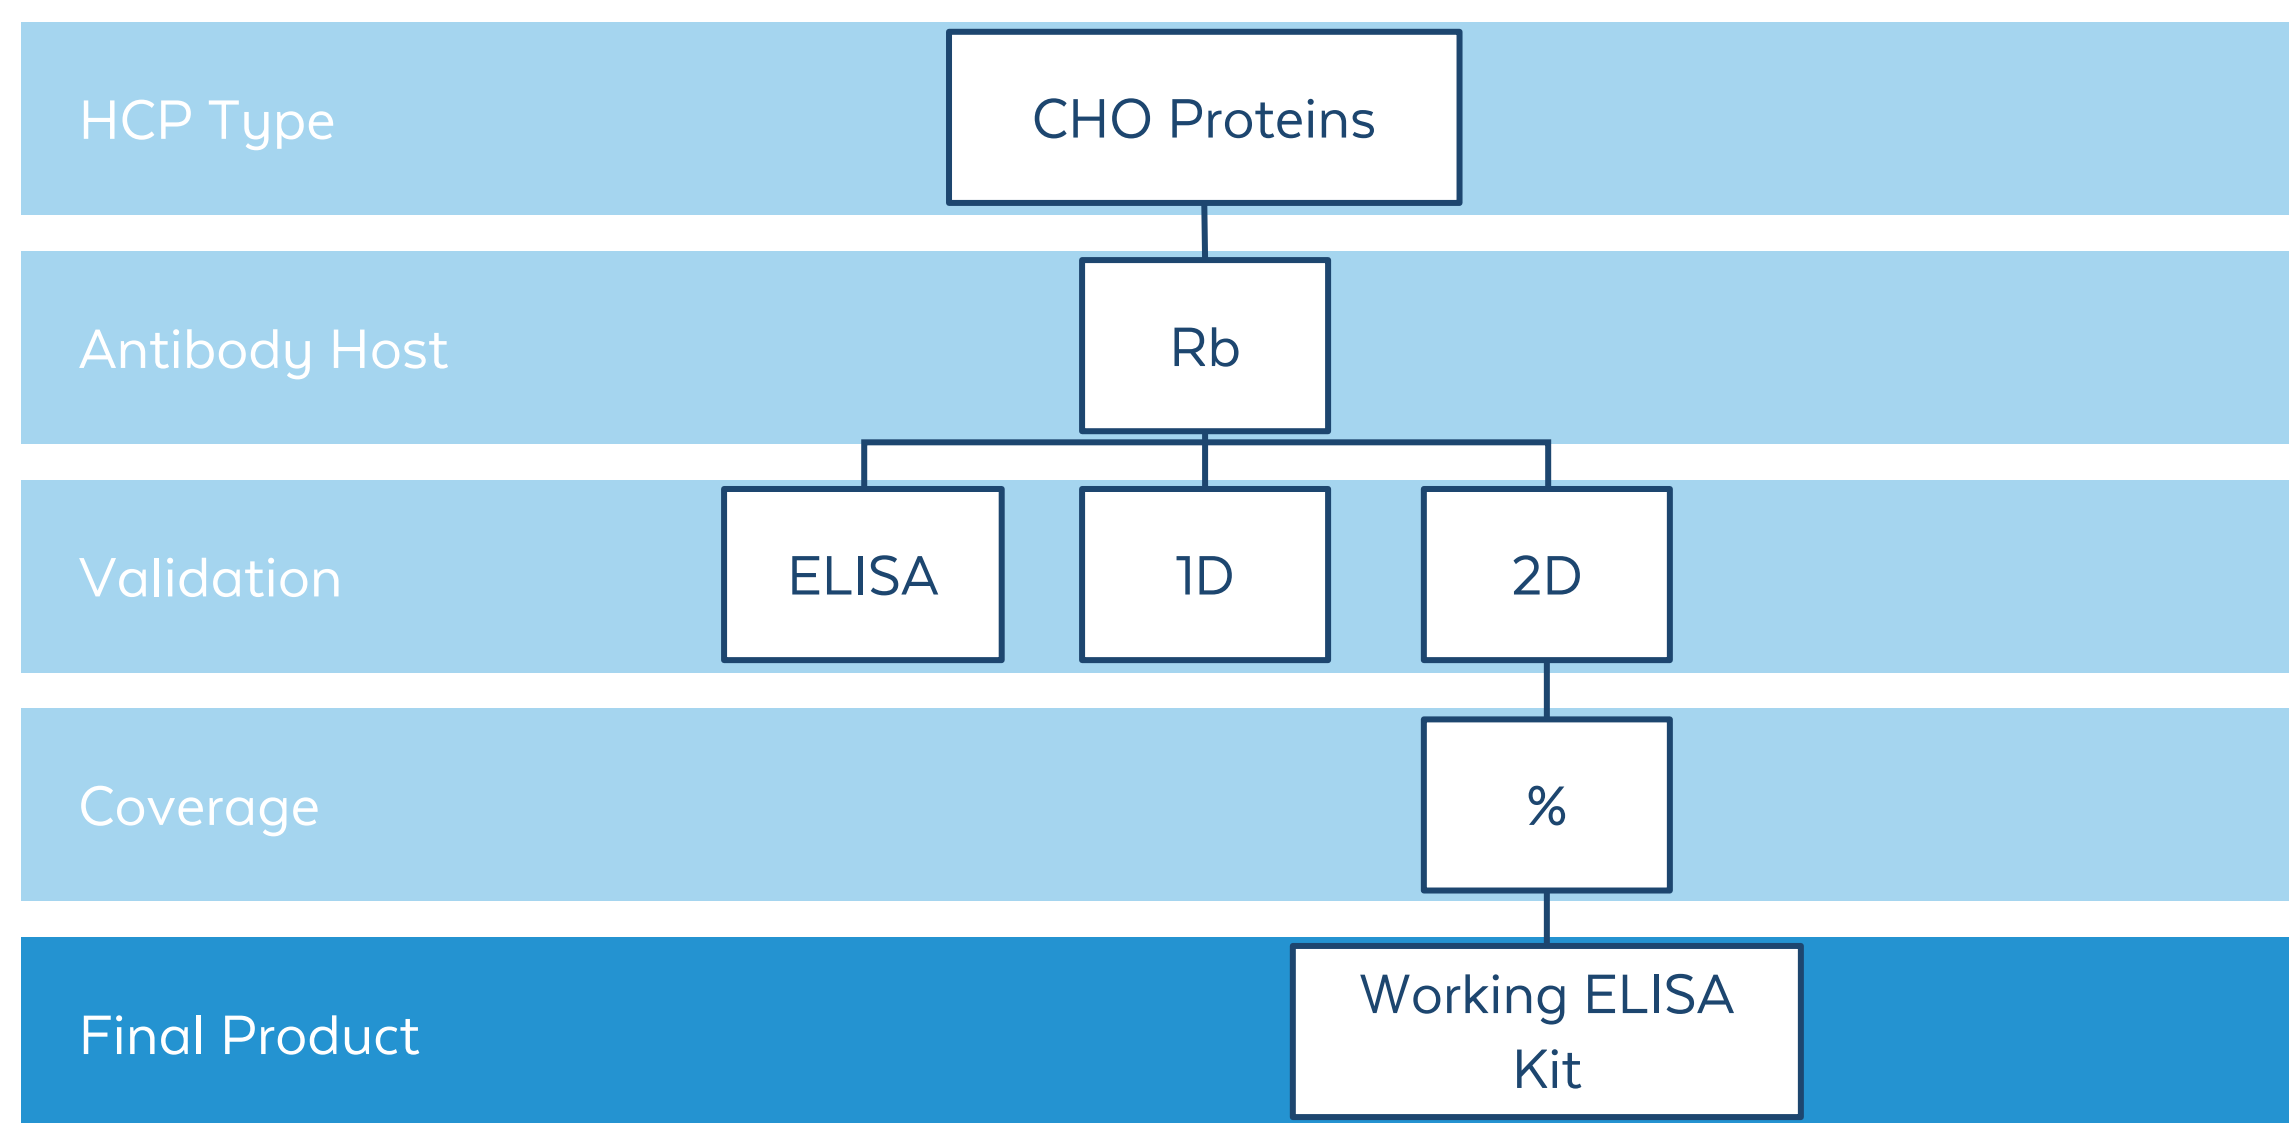 HCP Type
CHO Proteins
Antibody Host
Rb
Validation
ELISA
1D
2D
Coverage
%
Final Product
Working ELISA
Kit